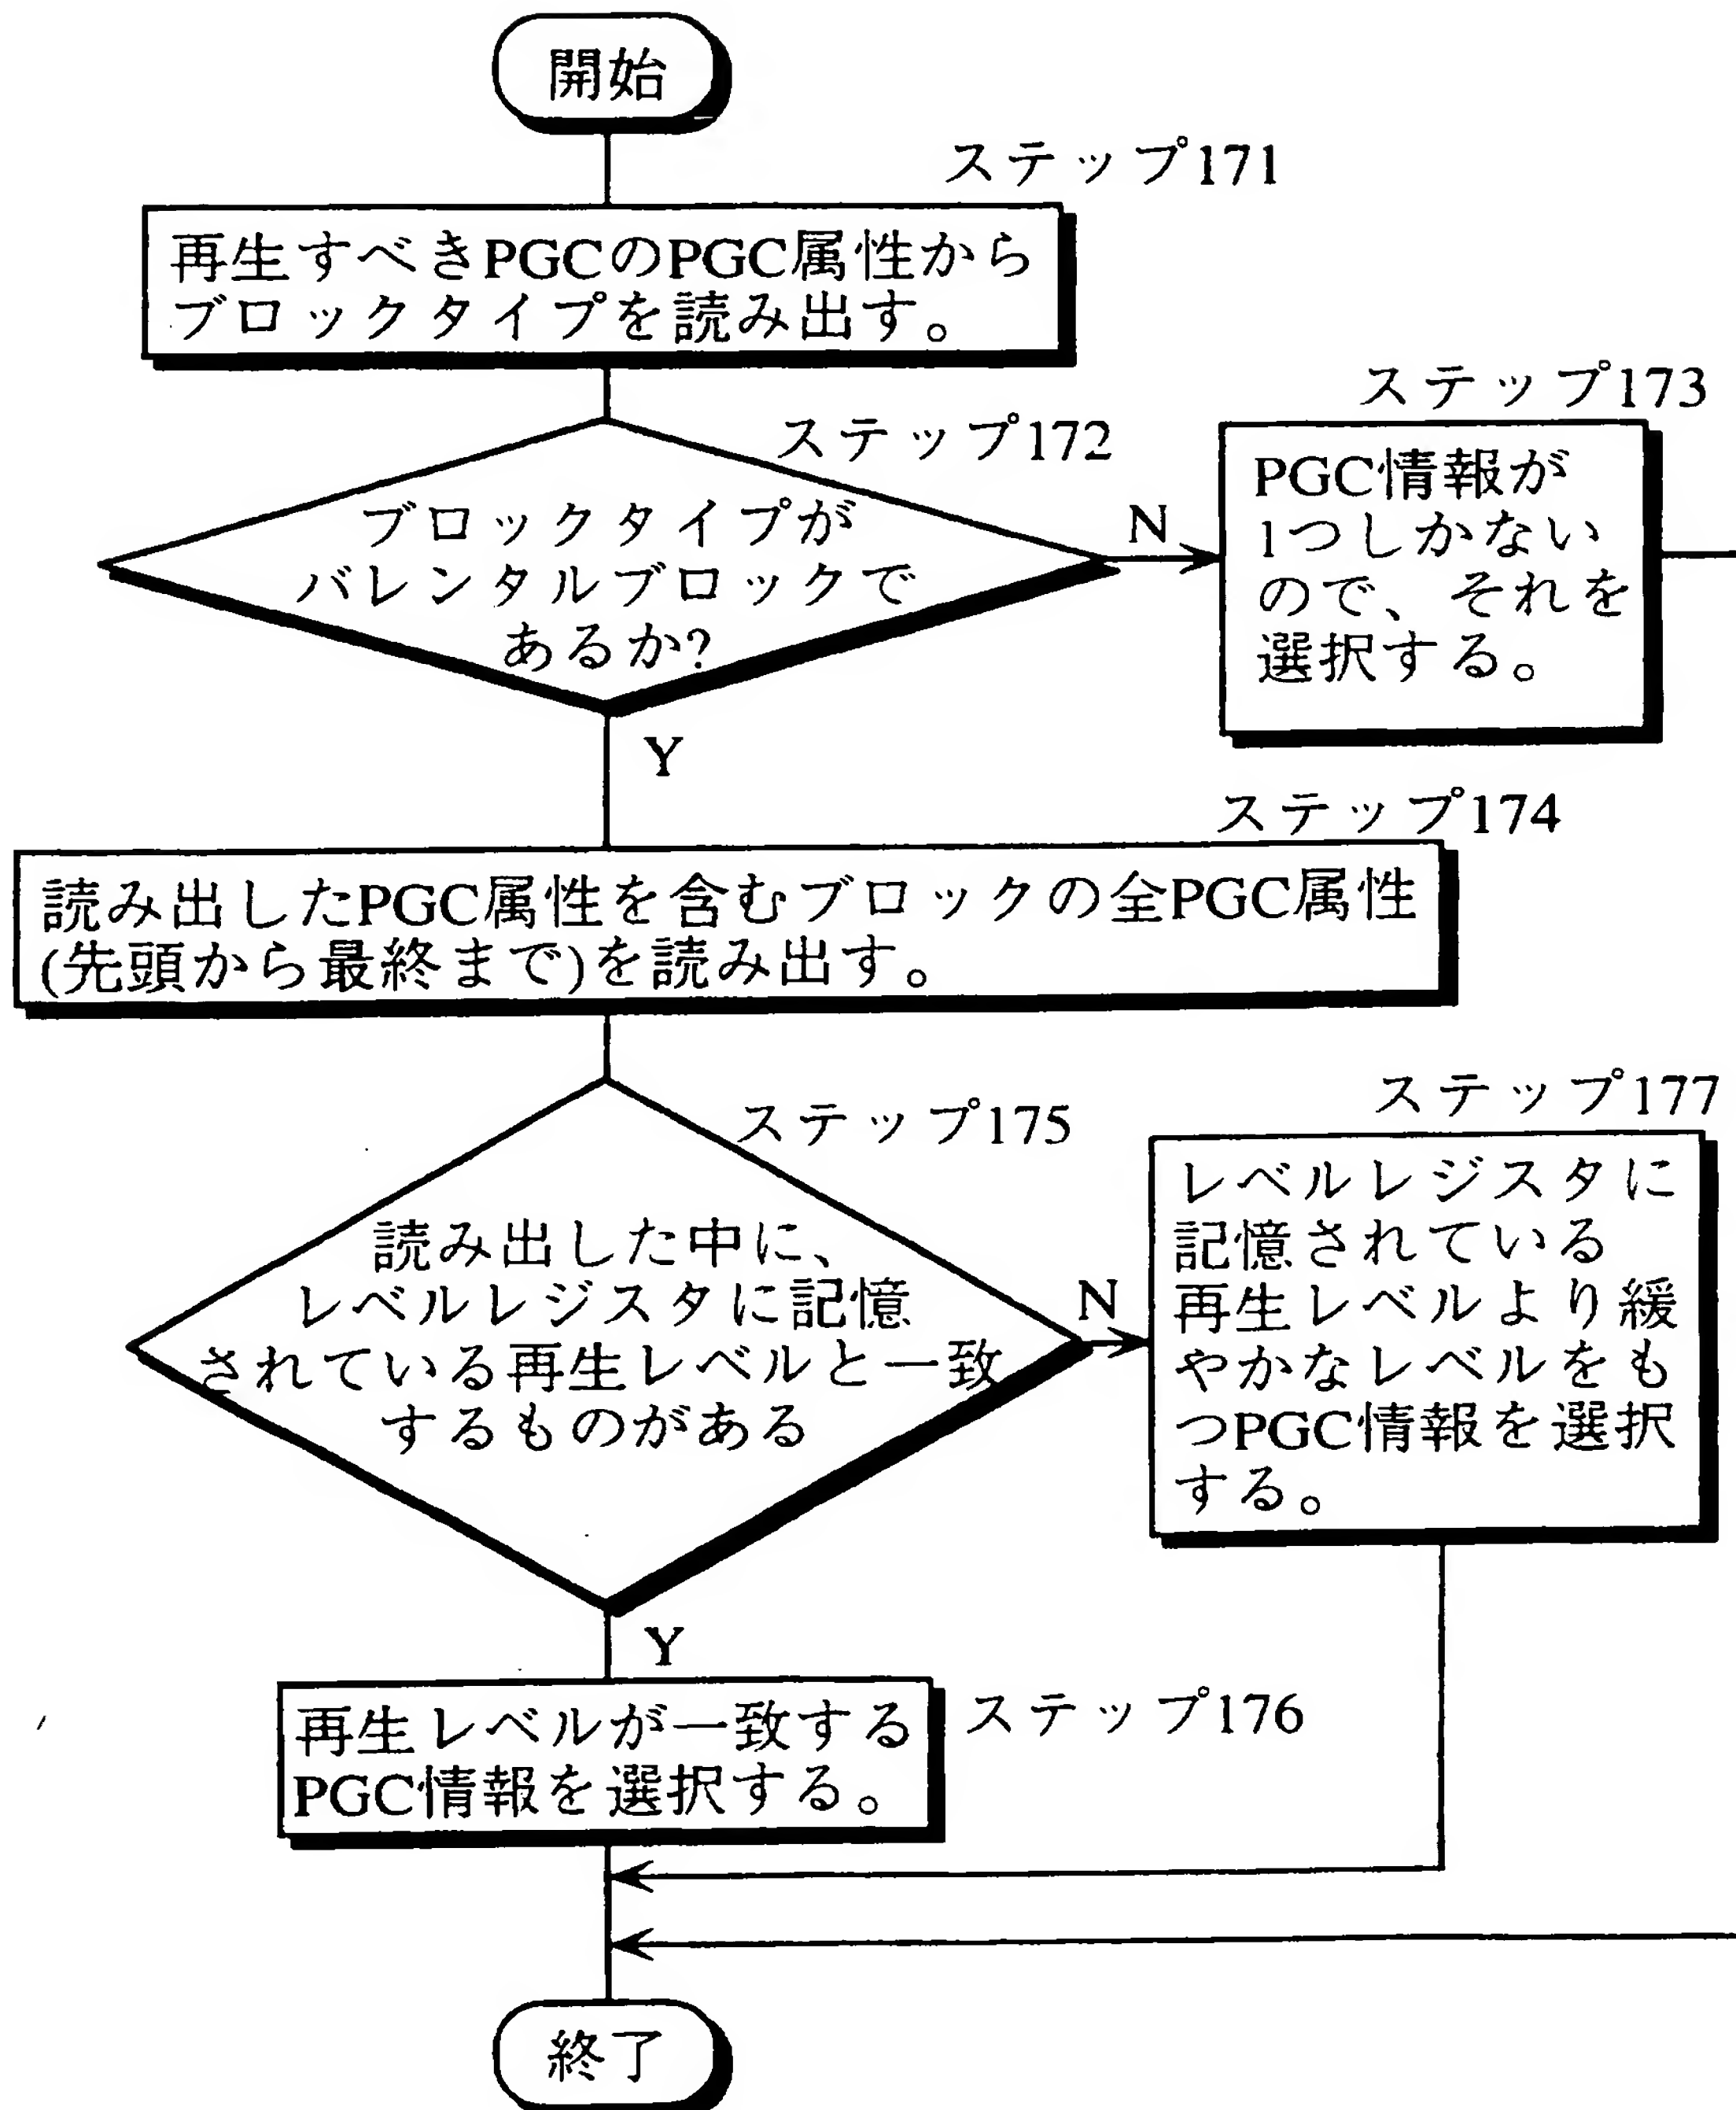 開始
ステップ171
再生すべきPGCのPGC属性から
ブロックタイプを読み出す。
ステップ172
ブロックタイプが
バレンタルブロックで
あるか?
N
Y
ステップ173
PGC情報が
1つしかない
ので、それを
選択する。
ステップ174
読み出したPGC属性を含むブロックの全PGC属性
(先頭から最終まで)を読み出す。
ステップ175
読み出した中に、
レベルレジスタに記憶
されている再生レベルと一致
するものがある
N
Y
ステップ177
レベルレジスタに
記憶されている
再生レベルより緩
やかなレベルをも
つPGC情報を選択
する。
ステップ176
再生レベルが一致する
PGC情報を選択する。
終了